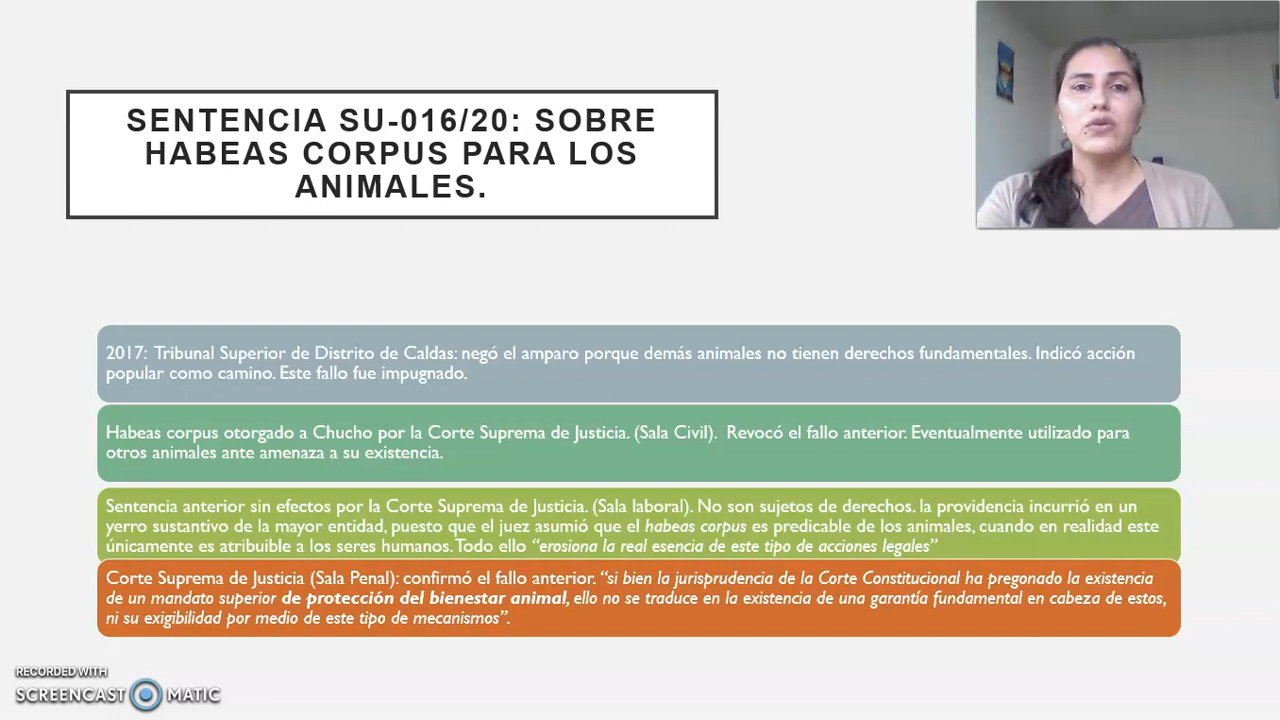 SENTENCIA SU-016/20: SOBRE
HABEAS CORPUS PARA LOS
ANIMALES.
2017: Tribunal Superior de Distrito de Caldas: negó el amparo porque demás animales no tienen derechos fundamentales. Indicó acción
popular como camino. Este fallo fue impugnado.
Habeas corpus otorgado a Chucho por la Corte Suprema de Justicia. (Sala Civil). Revocó el fallo anterior. Eventualmente utilizado para
otros animales ante amenaza a su existencia.
Sentencia anterior sin efectos por la Corte Suprema de Justicia. (Sala laboral). No son sujetos de derechos. la providencia incurrió en un
yerro sustantivo de la mayor entidad, puesto que el juez asumió que el habeas corpus es predicable de los animales, cuando en realidad este
únicamente es atribuible a los seres humanos. Todo ello “erosiona la real esencia de este tipo de acciones legales”
Corte Suprema de Justicia (Sala Penal): confirmó el fallo anterior. “si bien la jurisprudencia de la Corte Constitucional ha pregonado la existencia
de un mandato superior de protección del bienestar animal, ello no se traduce en la existencia de una garantía fundamental en cabeza de estos,
ni su exigibilidad por medio de este tipo de mecanismos”.
RECORDED WITH
SCREENCAST MATIC